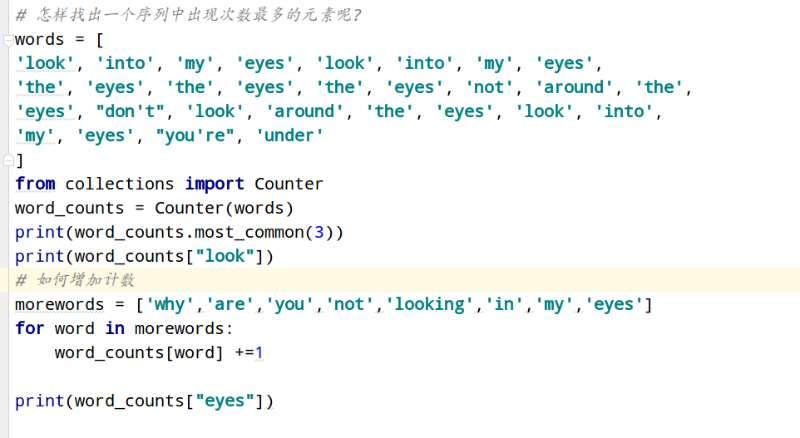 # 怎样找出一个序列中出现次数最多的元素呢?
words = [
'look', 'into', 'my', 'eyes', 'look', 'into', 'my', 'eyes',
'the', 'eyes', 'the', 'eyes', 'the', 'eyes', 'not', 'around', 'the',
'eyes', "don't", 'look', 'around', 'the', 'eyes', 'look', 'into',
'my', 'eyes', "you're", 'under'
]
from collections import Counter
word_counts = Counter(words)
print(word_counts.most_common(3))
print(word_counts["look"])
# 如何增加计数
morewords = ['why','are','you','not','looking','in','my','eyes']
for word in morewords:
    word_counts[word] +=1
print(word_counts["eyes"])